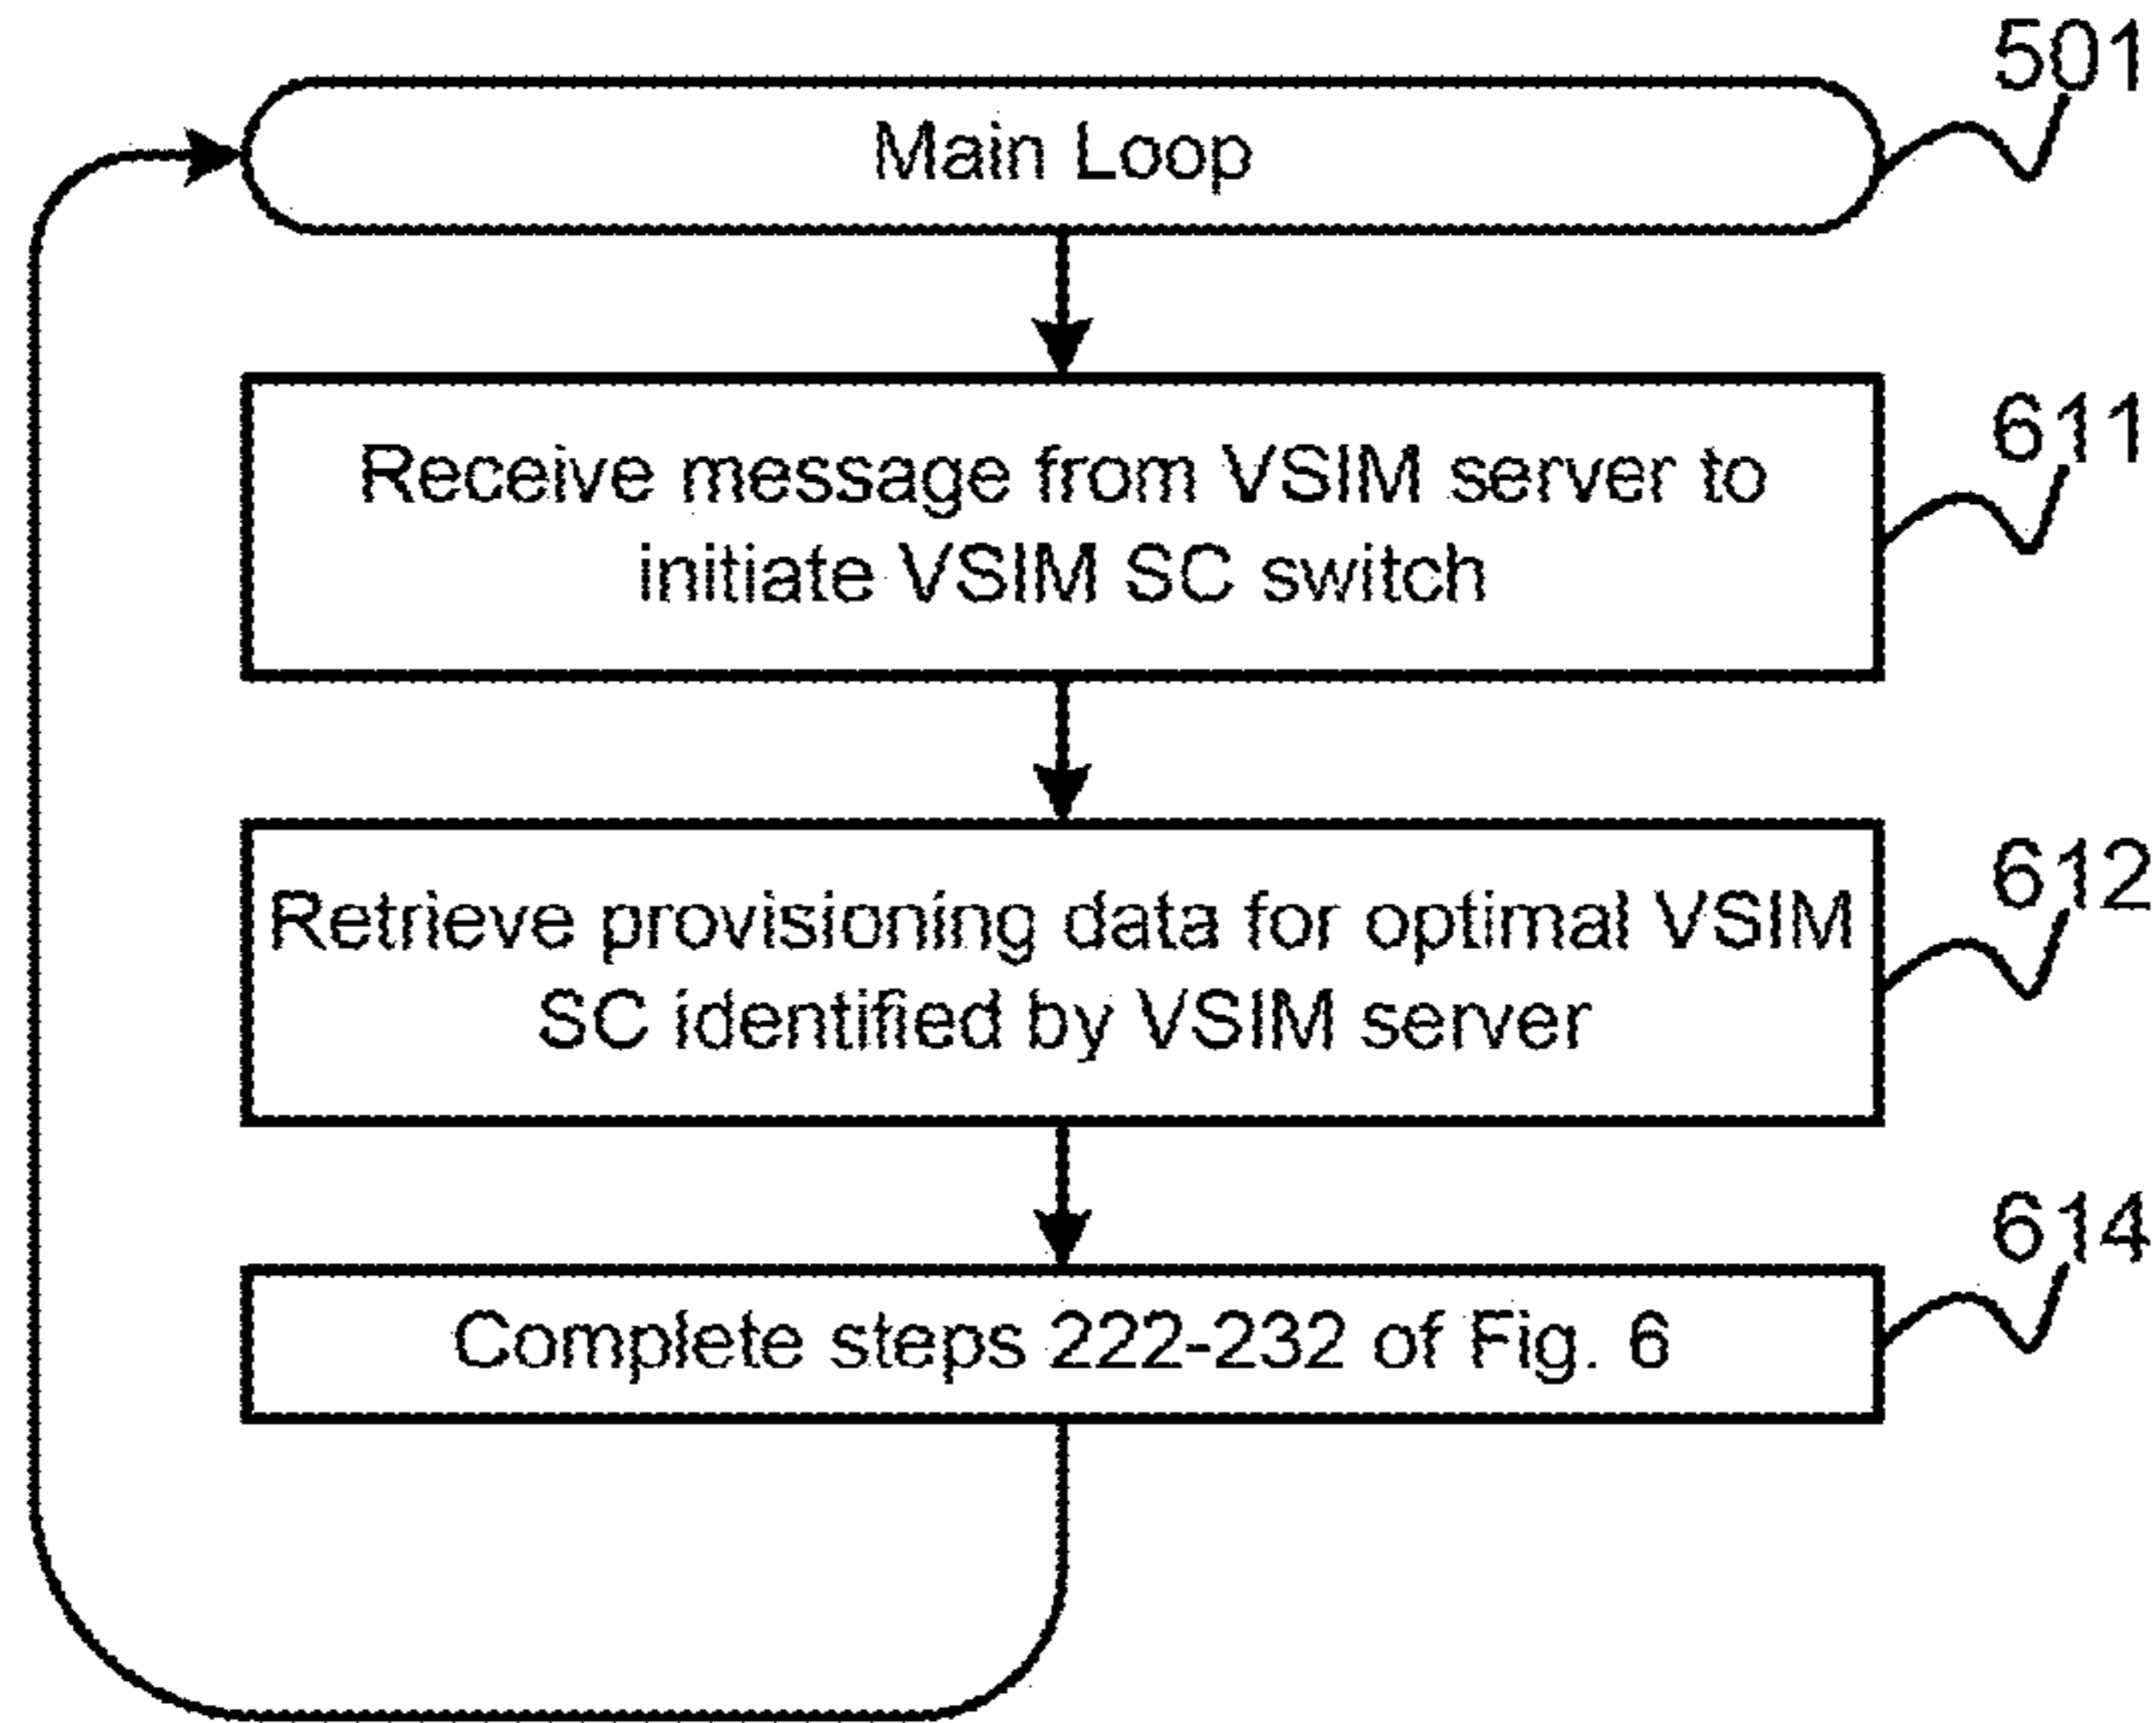 501
Main Loop
611
Receive message from VSIM server to
initiate VSIM SC switch
612
Retrieve provisioning data for optimal VSIM
SC identified by VSIM server
614
Complete steps 222-232 of Fig. 6